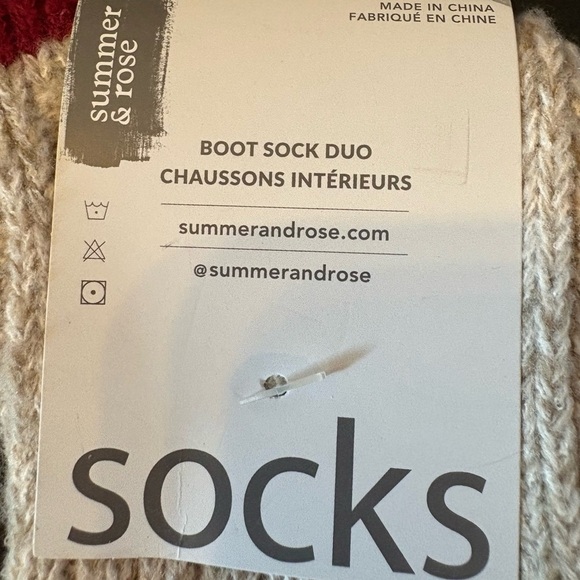 summer
& rose
MADE IN CHINA
FABRIQUÉ EN CHINE
BOOT SOCK DUO
CHAUSSONS INTÉRIEURS
summerandrose.com
@summerandrose
socks